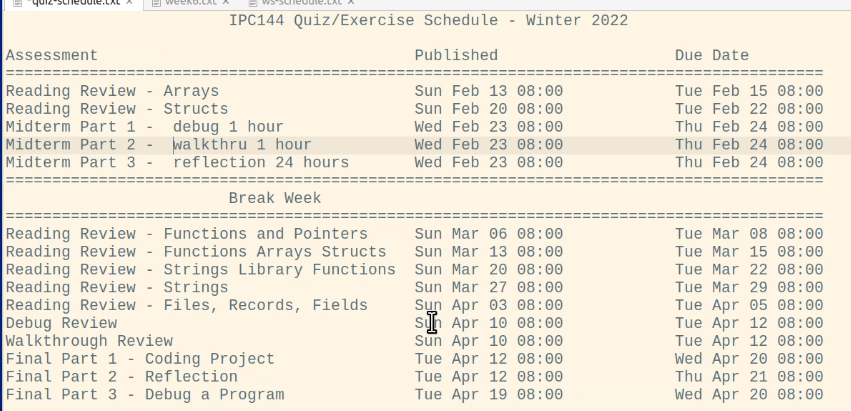 *quiz-schedule.txt × week6.txt × ws-schedule.txt ×
IPC144 Quiz/Exercise Schedule - Winter 2022
Assessment Published Due Date
========================================================================================
Reading Review - Arrays Sun Feb 13 08:00 Tue Feb 15 08:00
Reading Review - Structs Sun Feb 20 08:00 Tue Feb 22 08:00
Midterm Part 1 - debug 1 hour Wed Feb 23 08:00 Thu Feb 24 08:00
Midterm Part 2 - walkthru 1 hour Wed Feb 23 08:00 Thu Feb 24 08:00
Midterm Part 3 - reflection 24 hours Wed Feb 23 08:00 Thu Feb 24 08:00
========================================================================================
Break Week
========================================================================================
Reading Review - Functions and Pointers Sun Mar 06 08:00 Tue Mar 08 08:00
Reading Review - Functions Arrays Structs Sun Mar 13 08:00 Tue Mar 15 08:00
Reading Review - Strings Library Functions Sun Mar 20 08:00 Tue Mar 22 08:00
Reading Review - Strings Sun Mar 27 08:00 Tue Mar 29 08:00
Reading Review - Files, Records, Fields Sun Apr 03 08:00 Tue Apr 05 08:00
Debug Review Sun Apr 10 08:00 Tue Apr 12 08:00
Walkthrough Review Sun Apr 10 08:00 Tue Apr 12 08:00
Final Part 1 - Coding Project Tue Apr 12 08:00 Wed Apr 20 08:00
Final Part 2 - Reflection Tue Apr 12 08:00 Thu Apr 21 08:00
Final Part 3 - Debug a Program Tue Apr 19 08:00 Wed Apr 20 08:00